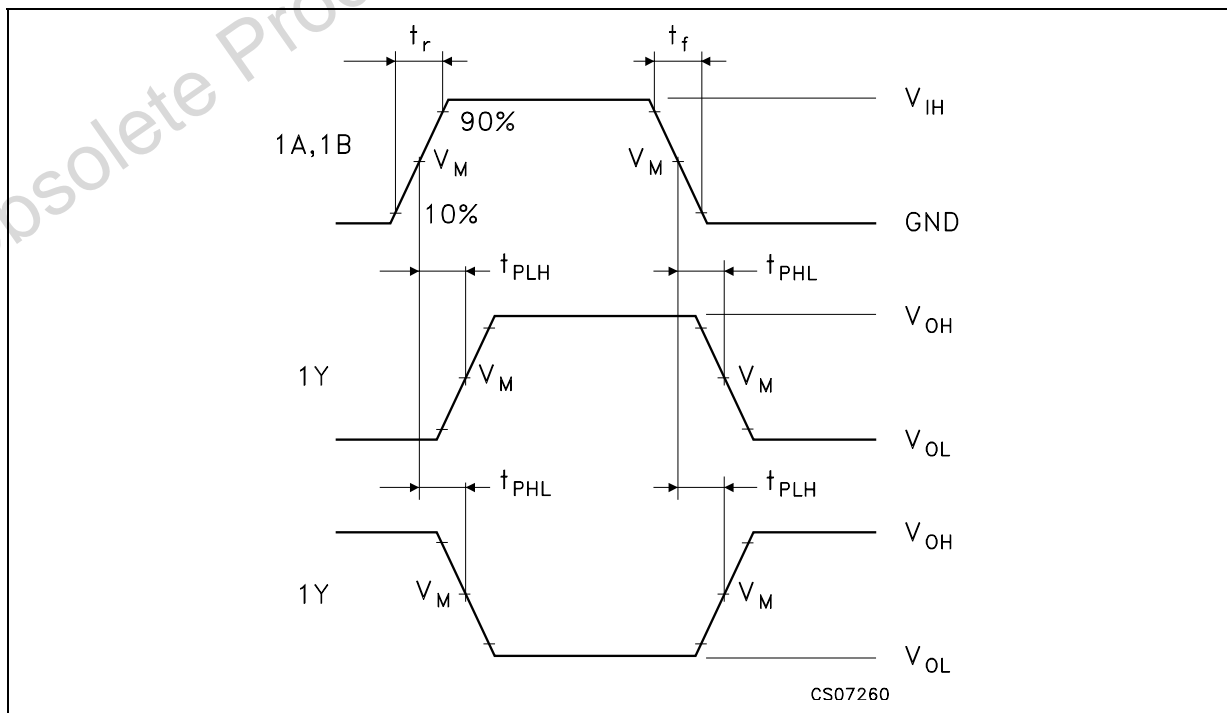 obsolete Prod
t_r t_f
V_IH
90%
1A,1B V_M V_M
10% GND
t_PLH t_PHL
V_OH
1Y V_M V_M
V_OL
t_PHL t_PLH
V_OH
1Y V_M V_M
V_OL
CS07260